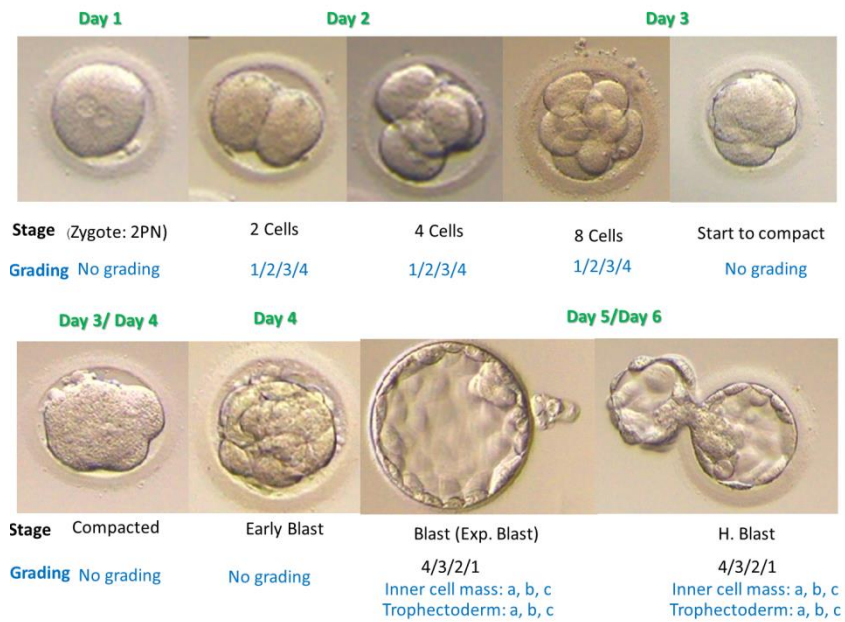 Day 1 Day 2 Day 3
Stage (Zygote: 2PN) 2 Cells 4 Cells 8 Cells Start to compact
Grading No grading 1/2/3/4 1/2/3/4 1/2/3/4 No grading
Day 3/ Day 4 Day 4 Day 5/Day 6
Stage Compacted Early Blast Blast (Exp. Blast) H. Blast
4/3/2/1 4/3/2/1
Grading No grading No grading Inner cell mass: a, b, c Inner cell mass: a, b, c
Trophectoderm: a, b, c Trophectoderm: a, b, c